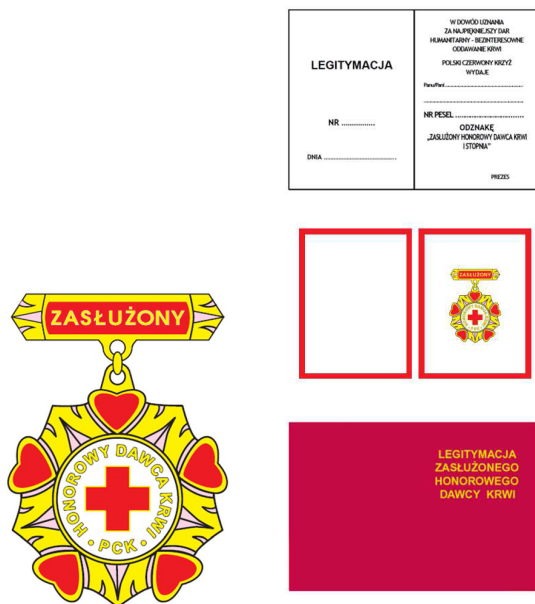 LEGITYMACJA
NR ................
DNIA ......................................
W DOWÓD UZNANIA
ZA NAJPIĘKNIEJSZY DAR
HUMANITARNY - BEZINTERESOWNE
ODDAWANIE KRWI
POLSKI CZERWONY KRZYŻ
WYDAJE
Panu/Pani ..............................................
..............................................
NR PESEL ................................
ODZNAKĘ
„ZASŁUŻONY HONOROWY DAWCA KRWI
I STOPNIA”
PREZES
ZASŁUŻONY
ZASŁUŻONY
HONOROWY DAWCA KRWI
• PCK •
LEGITYMACJA
ZASŁUŻONEGO
HONOROWEGO
DAWCY KRWI